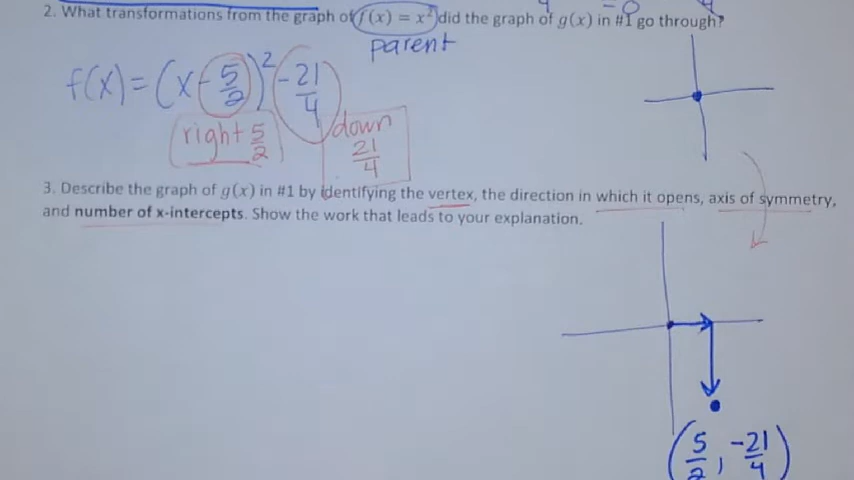 2. What transformations from the graph of f(x) = x² did the graph of g(x) in #1 go through?
parent
f(x) = (x - 5/2)² - 21/4
right 5/2
down 21/4
3. Describe the graph of g(x) in #1 by identifying the vertex, the direction in which it opens, axis of symmetry,
and number of x-intercepts. Show the work that leads to your explanation.
(5/2, -21/4)